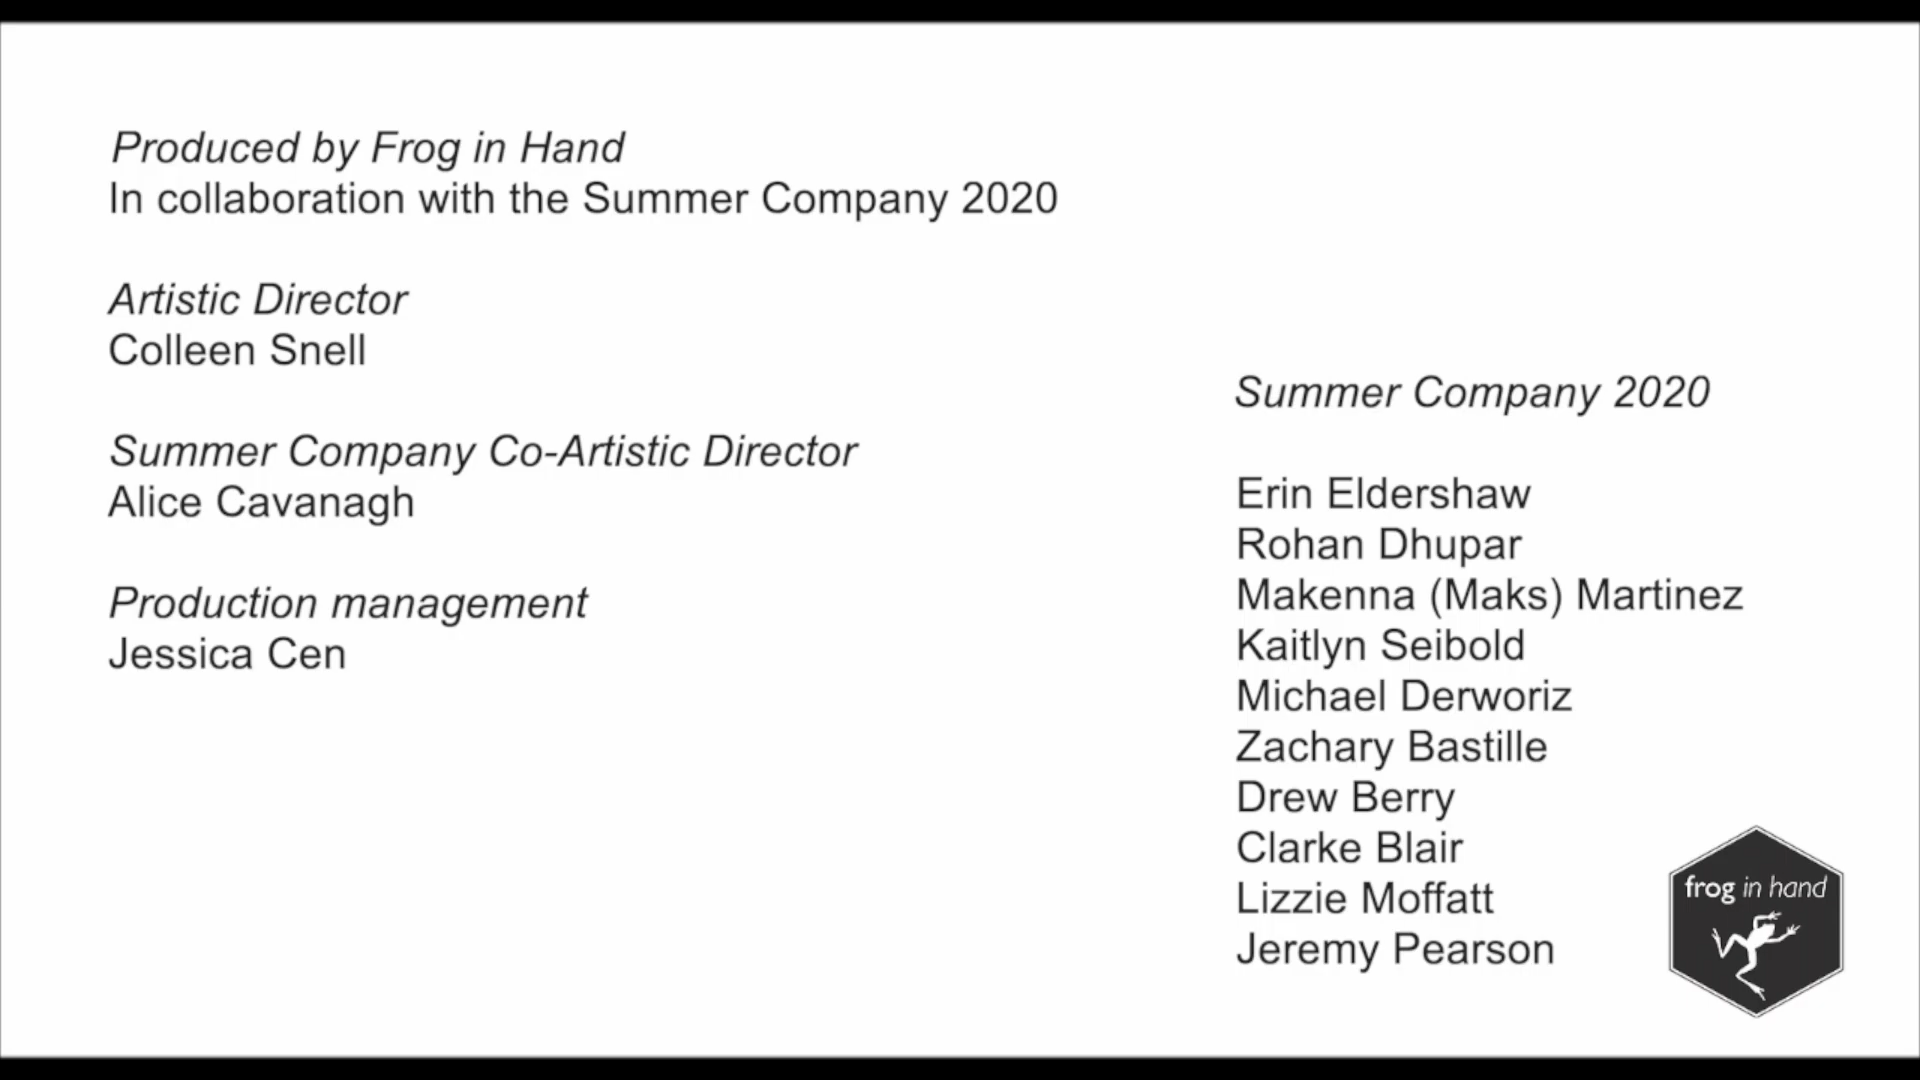 Produced by Frog in Hand
In collaboration with the Summer Company 2020
Artistic Director
Colleen Snell
Summer Company Co-Artistic Director
Alice Cavanagh
Production management
Jessica Cen
Summer Company 2020
Erin Eldershaw
Rohan Dhupar
Makenna (Maks) Martinez
Kaitlyn Seibold
Michael Derworiz
Zachary Bastille
Drew Berry
Clarke Blair
Lizzie Moffatt
Jeremy Pearson
frog in hand